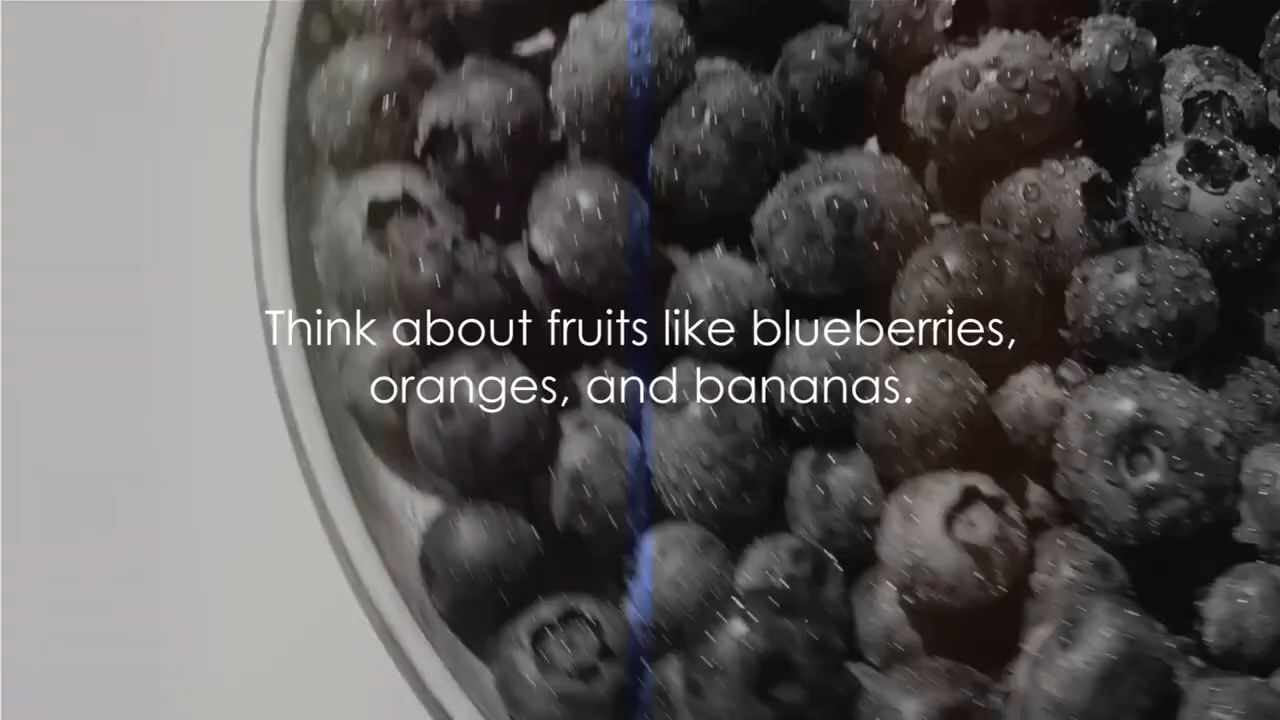 Think about fruits like blueberries,
oranges, and bananas.